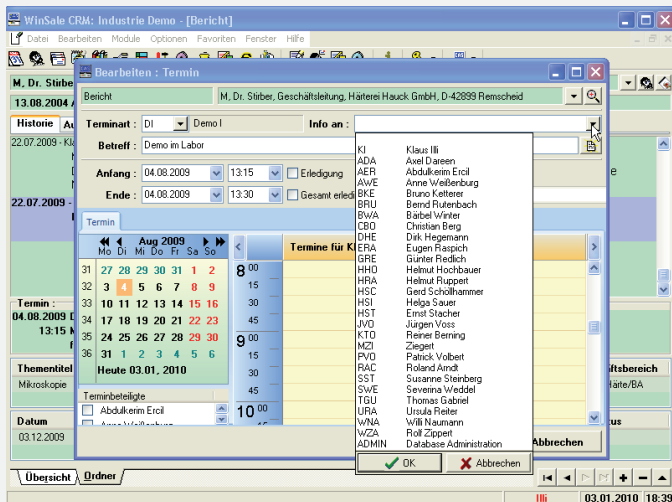 WinSale CRM: Industrie Demo - [Bericht]
Datei Bearbeiten Module Optionen Favoriten Fenster Hilfe
M, Dr. Stirbe
13.08.2004
Historie
22.07.2009 - Kla
22.07.2009 -
Termin :
04.08.2009 D
13:15
Thementitel
Mikroskopie
Datum
03.12.2009
Bearbeiten : Termin
Bericht
M, Dr. Stirber, Geschäftsleitung, Härterei Hauck GmbH, D-42899 Remscheid
Terminart : DI Demo I Info an :
Betreff : Demo im Labor
Anfang : 04.08.2009 13:15 Erledigung
Ende : 04.08.2009 13:30 Gesamt erledi
Termin
Aug 2009
Mo Di Mi Do Fr Sa So
31 27 28 29 30 31 1 2
32 3 4 5 6 7 8 9
33 10 11 12 13 14 15 16
34 17 18 19 20 21 22 23
35 24 25 26 27 28 29 30
36 31 1 2 3 4 5 6
Heute 03.01, 2010
Terminbeteiligte
Abdulkerim Ercil
Anne Weißenburg
Termine für Kl
8 00
15
30
45
9 00
15
30
45
10 00
KI Klaus Illi
ADA Axel Dareen
AER Abdulkerim Ercil
AWE Anne Weißenburg
BKE Bruno Ketterer
BRU Bernd Rutenbach
BWA Bärbel Winter
CBO Christian Berg
DHE Dirk Hegemann
ERA Eugen Raspich
GRE Günter Redlich
HHO Helmut Hochbauer
HRA Helmut Ruppert
HSC Gerd Schöllhammer
HSI Helga Sauer
HST Ernst Stacher
JVO Jürgen Voss
KTO Reiner Berning
MZI Ziegert
PVO Patrick Volbert
RAC Roland Arndt
SST Susanne Steinberg
SWE Severina Weddel
TGU Thomas Gabriel
URA Ursula Reiter
WNA Willi Naumann
WZA Rolf Zippert
ADMIN Database Administration
OK Abbrechen
Abbrechen
ftsbereich
Härte/BA
us
Übersicht Ordner
Illi 03.01.2010 18:39